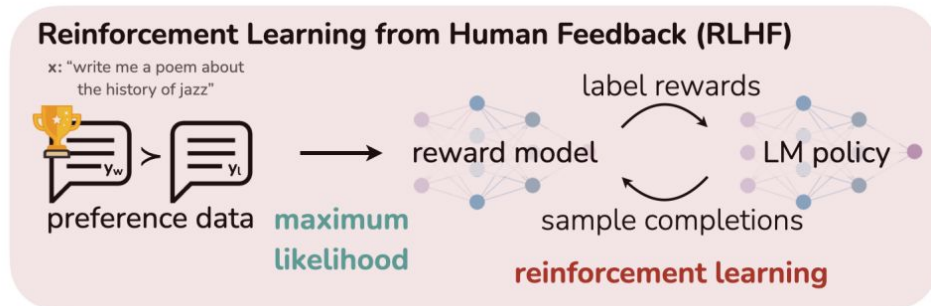 Reinforcement Learning from Human Feedback (RLHF)
x: “write me a poem about
the history of jazz”
label rewards
yw
≻
yl
reward model
LM policy
preference data
maximum
likelihood
sample completions
reinforcement learning